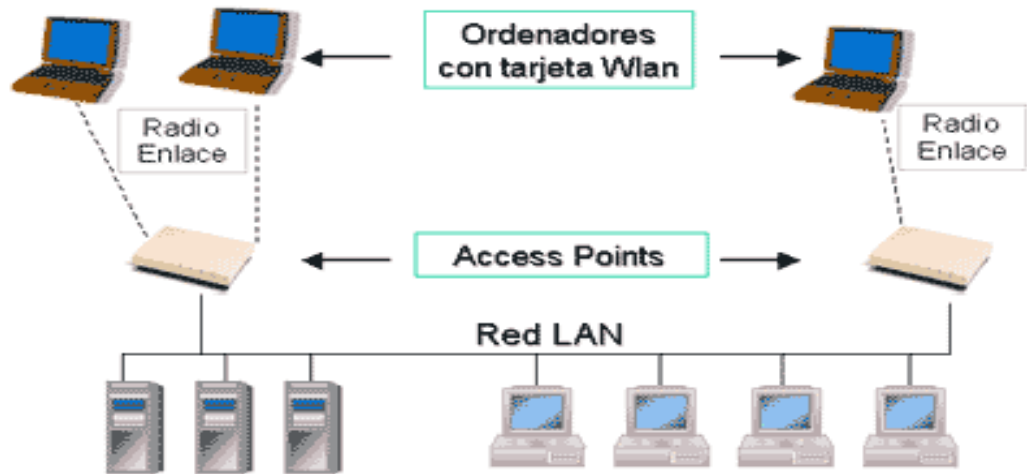 Ordenadores
con tarjeta Wlan
Radio
Enlace
Radio
Enlace
Access Points
Red LAN